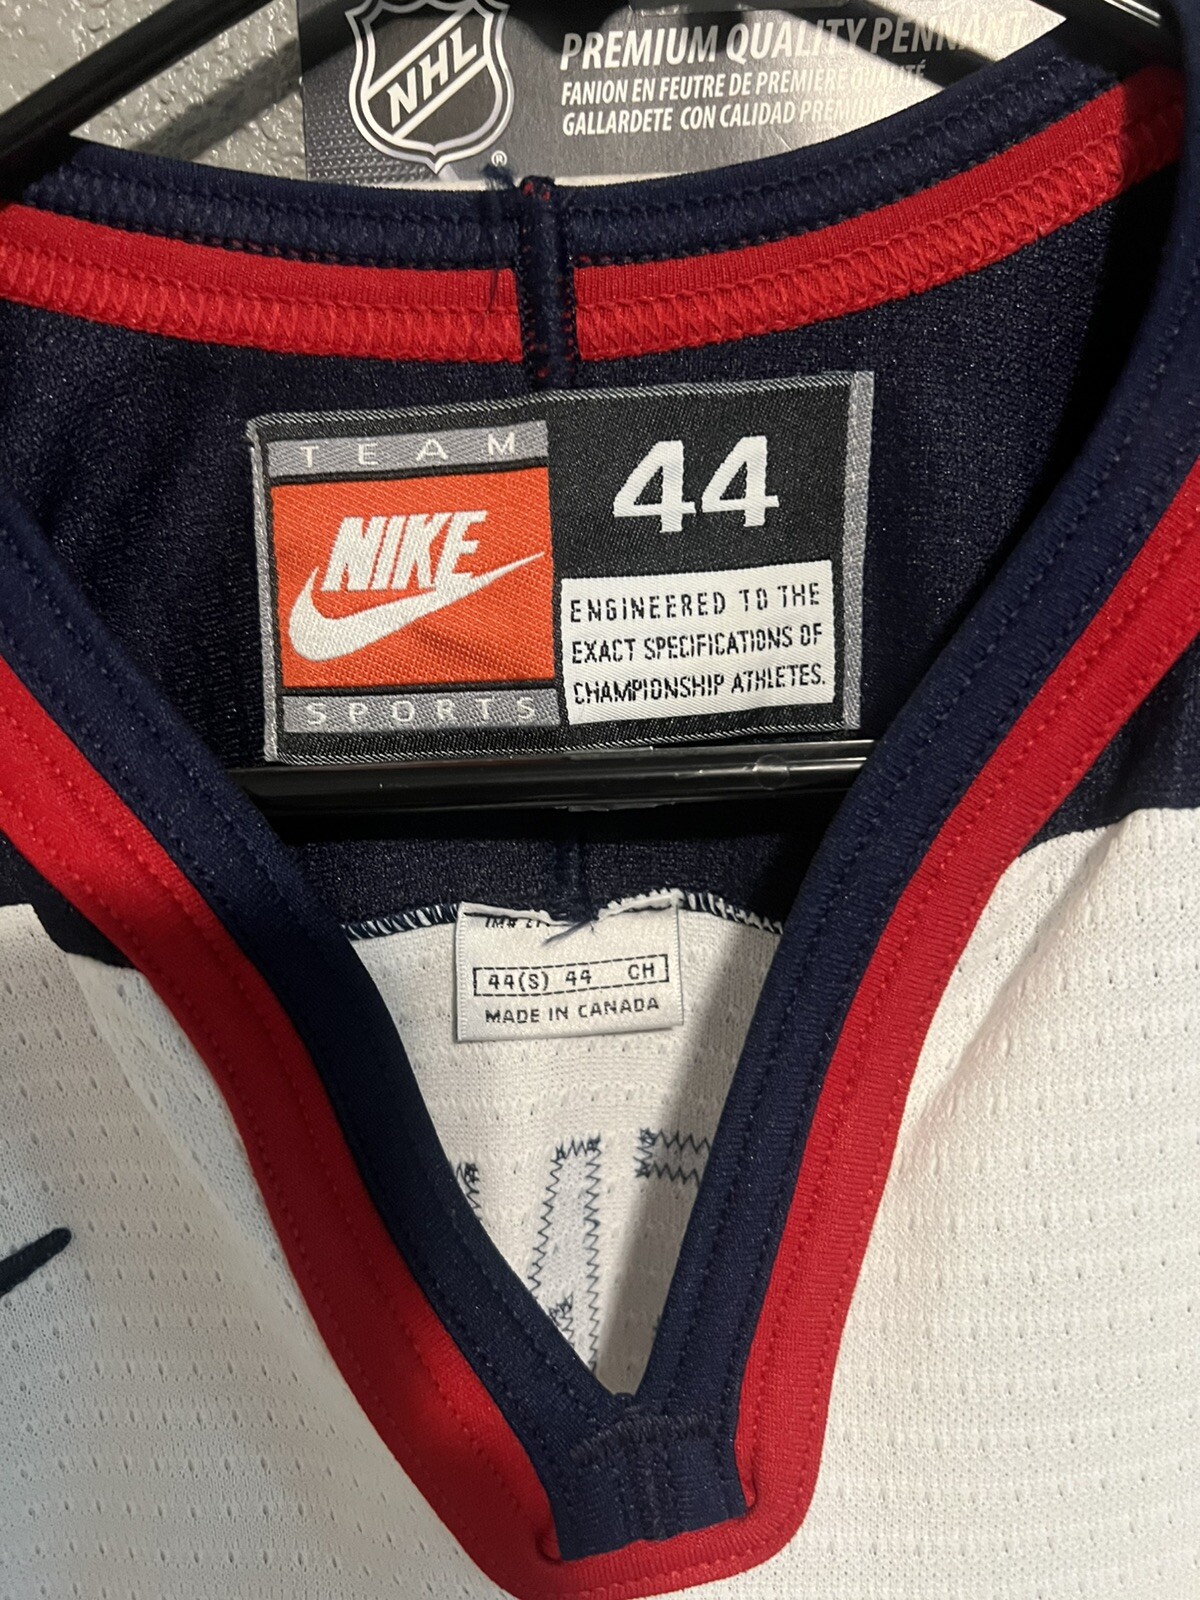 NHL
®
PREMIUM QUALITY PENNANT
FANION EN FEUTRE DE PREMIÈRE QUALITÉ
GALLARDETE CON CALIDAD PREMIUM
TEAM
NIKE
SPORTS
44
ENGINEERED TO THE
EXACT SPECIFICATIONS OF
CHAMPIONSHIP ATHLETES.
44(S) 44 CH
MADE IN CANADA